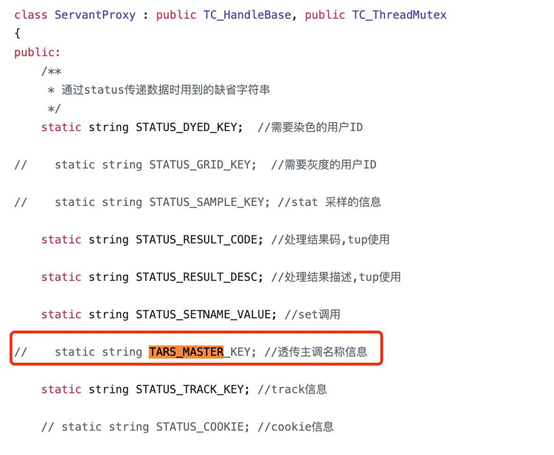 class ServantProxy : public TC_HandleBase, public TC_ThreadMutex
{
public:
/**
* 通过status传递数据时用到的缺省字符串
*/
static string STATUS_DYED_KEY; //需要染色的用户ID
// static string STATUS_GRID_KEY; //需要灰度的用户ID
// static string STATUS_SAMPLE_KEY; //stat 采样的信息
static string STATUS_RESULT_CODE; //处理结果码,tup使用
static string STATUS_RESULT_DESC; //处理结果描述,tup使用
static string STATUS_SETNAME_VALUE; //set调用
// static string TARS_MASTER_KEY; //透传主调名称信息
static string STATUS_TRACK_KEY; //track信息
// static string STATUS_COOKIE; //cookie信息